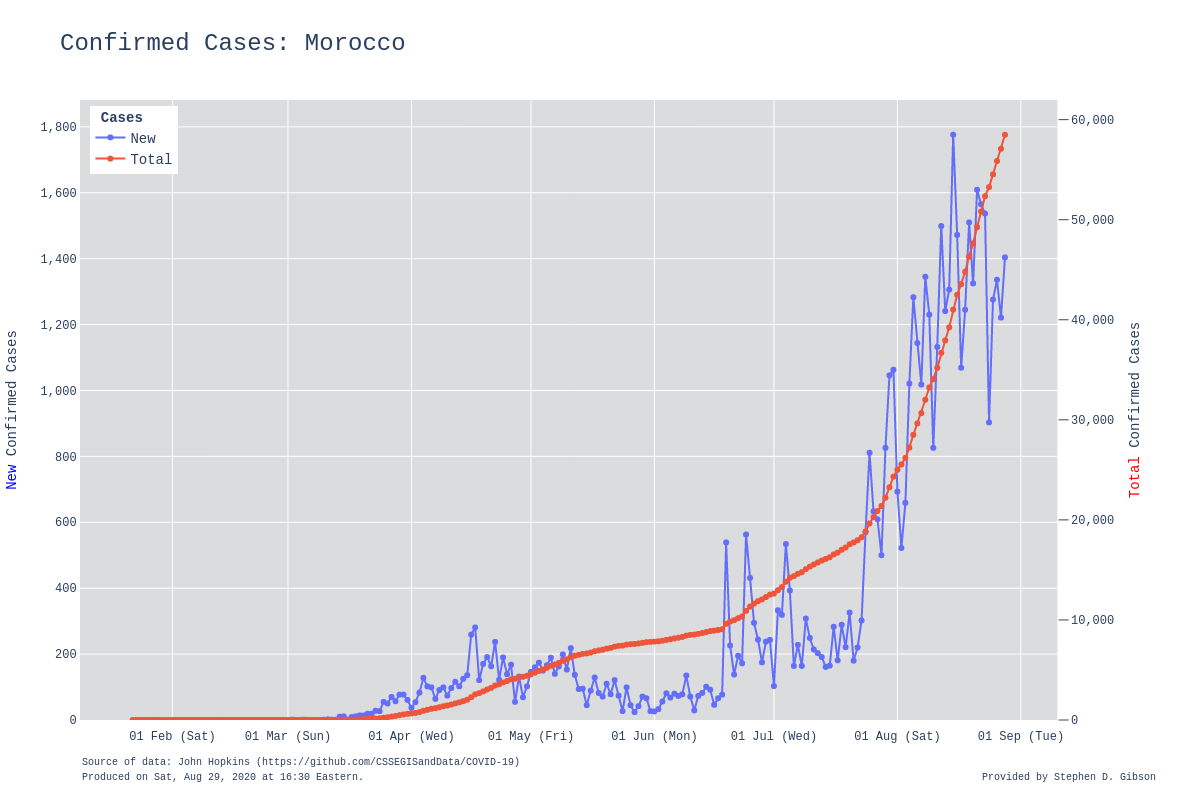 Confirmed Cases: Morocco
Cases
New
Total
1,800
1,600
1,400
1,200
1,000
800
600
400
200
0
60,000
50,000
40,000
30,000
20,000
10,000
0
New Confirmed Cases
Total Confirmed Cases
01 Feb (Sat)
01 Mar (Sun)
01 Apr (Wed)
01 May (Fri)
01 Jun (Mon)
01 Jul (Wed)
01 Aug (Sat)
01 Sep (Tue)
Source of data: John Hopkins (https://github.com/CSSEGISandData/COVID-19)
Produced on Sat, Aug 29, 2020 at 16:30 Eastern.
Provided by Stephen D. Gibson